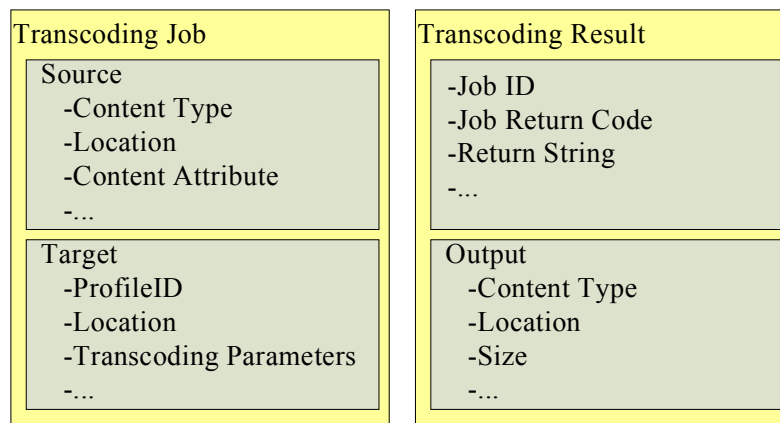 Transcoding Job
Source
-Content Type
-Location
-Content Attribute
-...
Target
-ProfileID
-Location
-Transcoding Parameters
-...
Transcoding Result
-Job ID
-Job Return Code
-Return String
-...
Output
-Content Type
-Location
-Size
-...